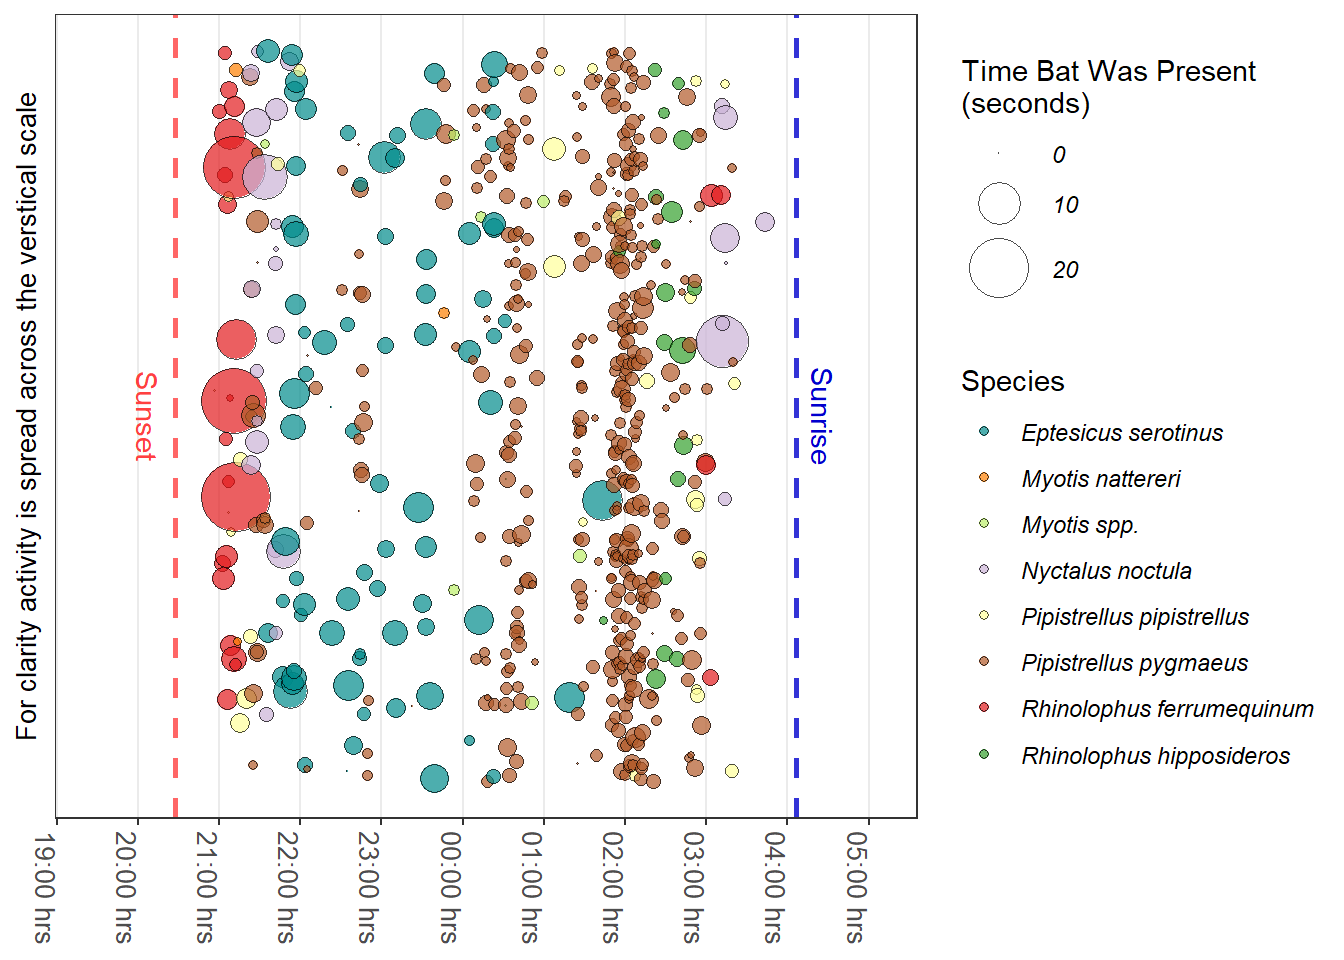 For clarity activity is spread across the verstical scale
Sunset
Sunrise
19:00 hrs
20:00 hrs
21:00 hrs
22:00 hrs
23:00 hrs
00:00 hrs
01:00 hrs
02:00 hrs
03:00 hrs
04:00 hrs
05:00 hrs
Time Bat Was Present
(seconds)
0
10
20
Species
Eptesicus serotinus
Myotis nattereri
Myotis spp.
Nyctalus noctula
Pipistrellus pipistrellus
Pipistrellus pygmaeus
Rhinolophus ferrumequinum
Rhinolophus hipposideros